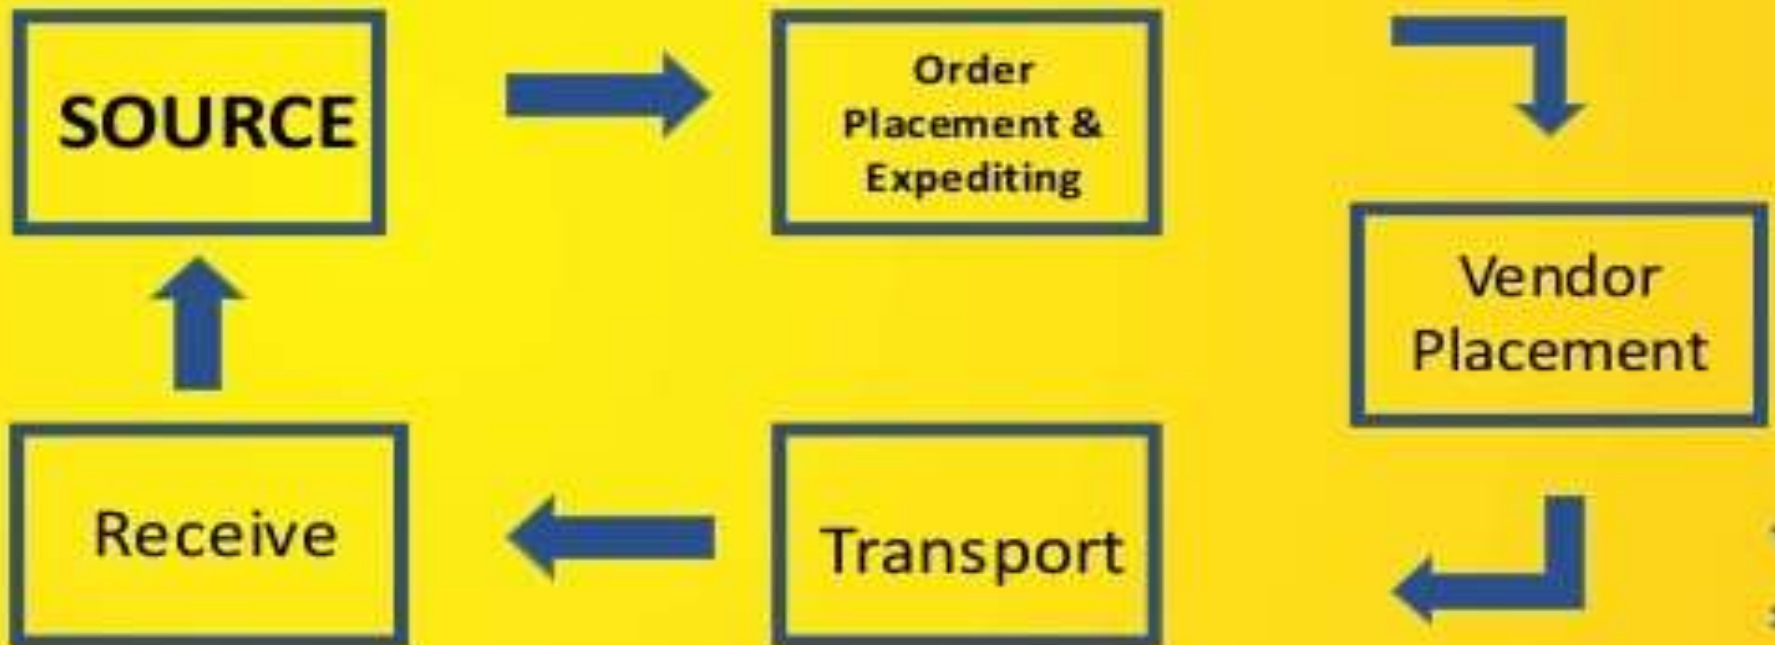 SOURCE
Order
Placement &
Expediting
Vendor
Placement
Transport
Receive